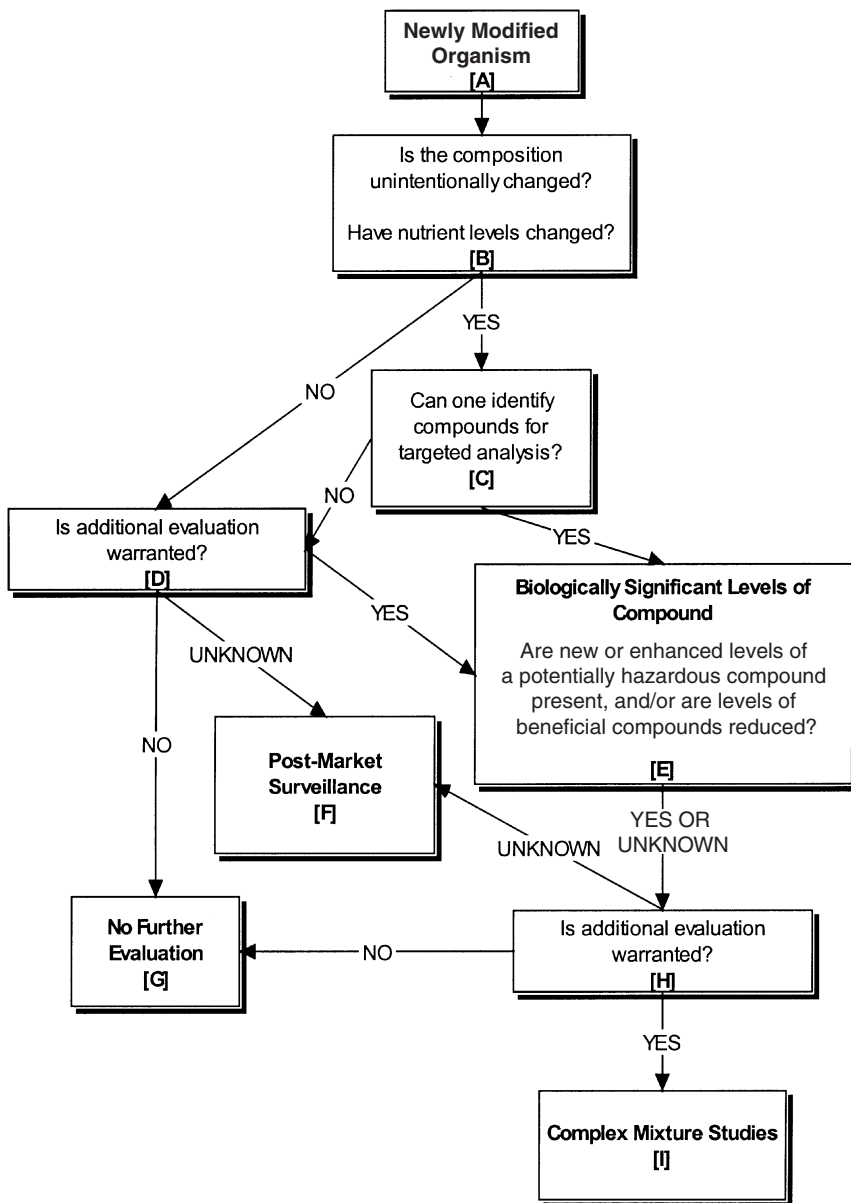 Newly Modified
Organism
[A]
Is the composition
unintentionally changed?
Have nutrient levels changed?
[B]
YES
NO
Can one identify
compounds for
targeted analysis?
[C]
NO
YES
Is additional evaluation
warranted?
[D]
YES
UNKNOWN
NO
Biologically Significant Levels of
Compound
Are new or enhanced levels of
a potentially hazardous compound
present, and/or are levels of
beneficial compounds reduced?
[E]
Post-Market
Surveillance
[F]
YES OR
UNKNOWN
UNKNOWN
No Further
Evaluation
[G]
NO
Is additional evaluation
warranted?
[H]
YES
Complex Mixture Studies
[I]